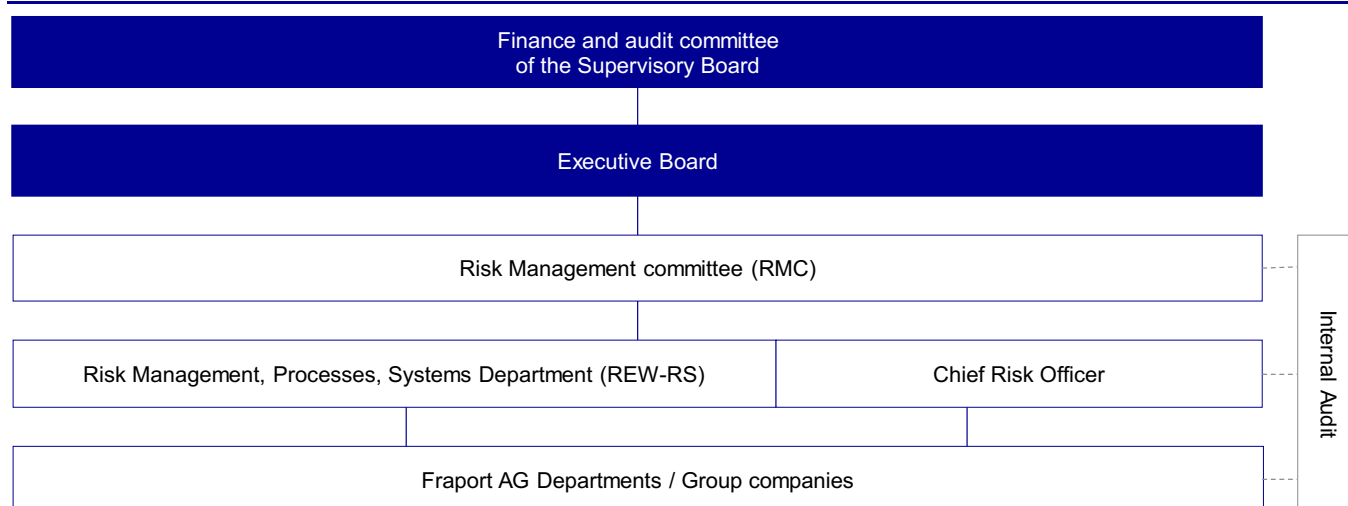 Finance and audit committee
of the Supervisory Board
Executive Board
Risk Management committee (RMC)
Risk Management, Processes, Systems Department (REW-RS)
Chief Risk Officer
Internal Audit
Fraport AG Departments / Group companies